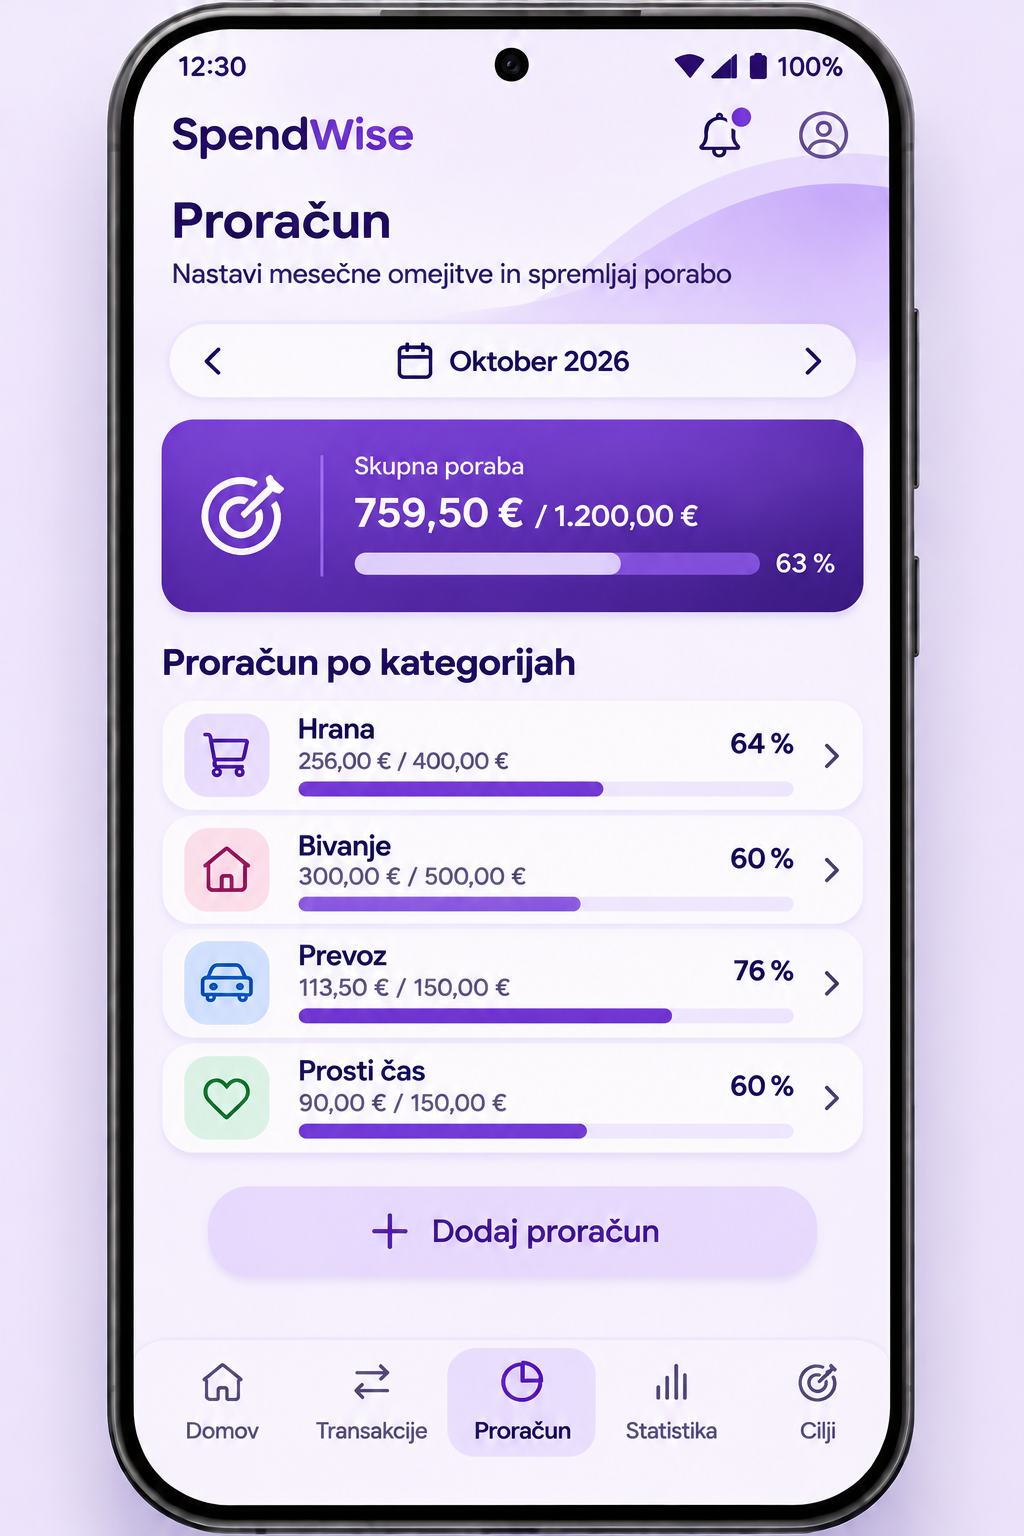 12:30 100%
SpendWise
Proračun
Nastavi mesečne omejitve in spremljaj porabo
Oktober 2026
Skupna poraba
759,50 € / 1.200,00 €
63 %
Proračun po kategorijah
Hrana
256,00 € / 400,00 €
64 %
Bivanje
300,00 € / 500,00 €
60 %
Prevoz
113,50 € / 150,00 €
76 %
Prosti čas
90,00 € / 150,00 €
60 %
Dodaj proračun
Domov Transakcije Proračun Statistika Cilji